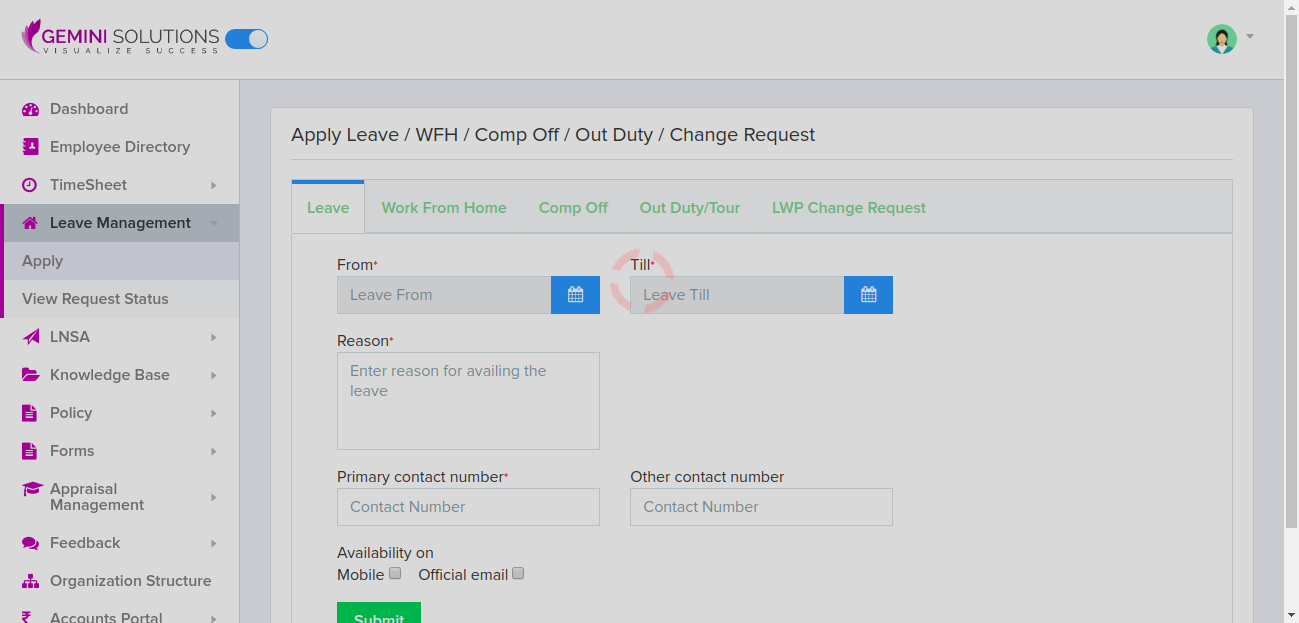 GEMINI SOLUTIONS
VISUALIZE SUCCESS
Dashboard
Employee Directory
TimeSheet
Leave Management
Apply
View Request Status
LNSA
Knowledge Base
Policy
Forms
Appraisal
Management
Feedback
Organization Structure
Accounts Portal
Apply Leave / WFH / Comp Off / Out Duty / Change Request
Leave
Work From Home
Comp Off
Out Duty/Tour
LWP Change Request
From*
Till*
Leave From
Leave Till
Reason*
Enter reason for availing the
leave
Primary contact number*
Other contact number
Contact Number
Contact Number
Availability on
Mobile
Official email
Submit